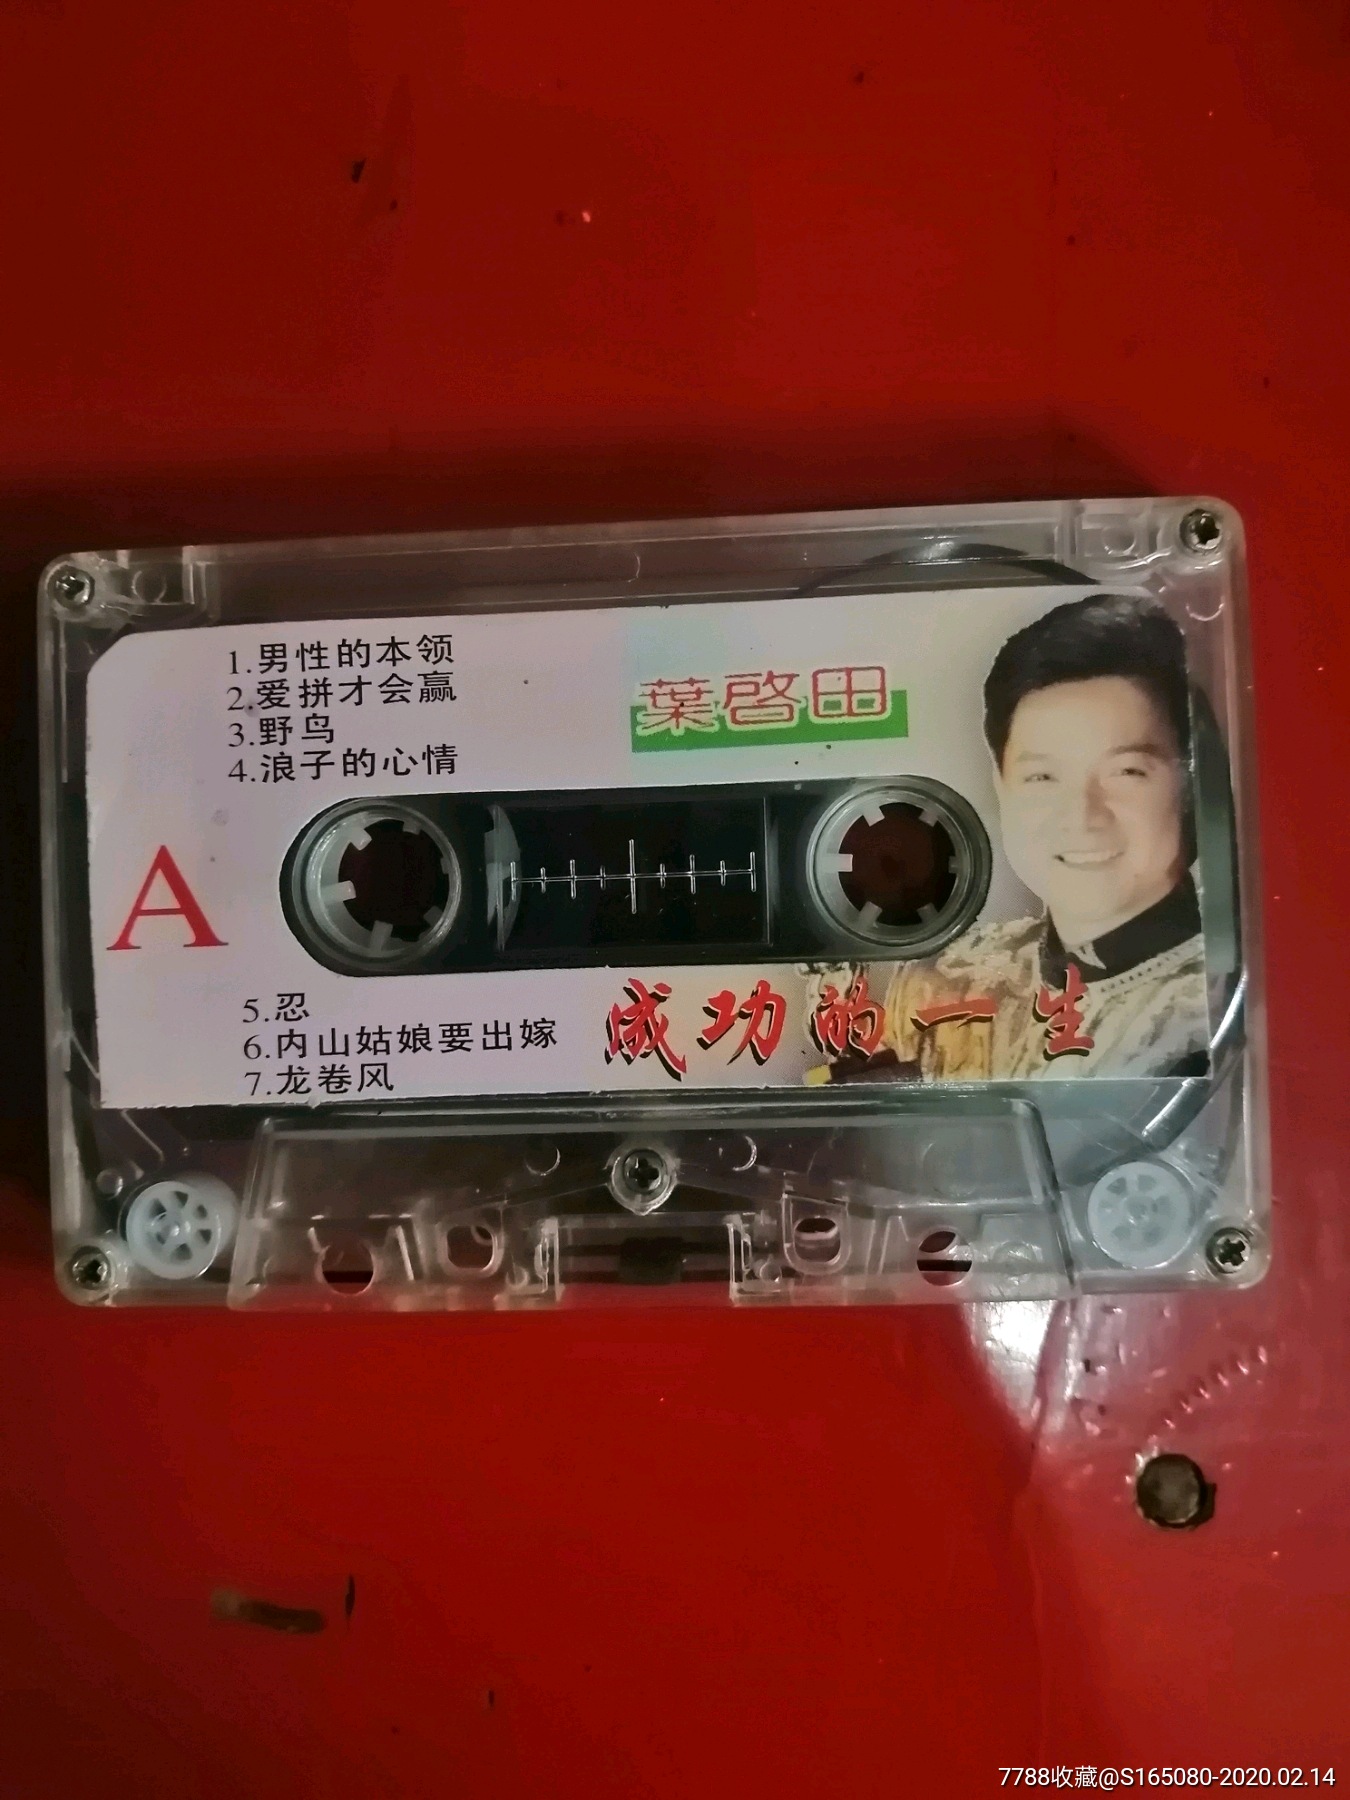 1.男性的本领
2.爱拼才会赢
3.野鸟
4.浪子的心情
葉啓田
A
5.忍
6.内山姑娘要出嫁
7.龙卷风
成功的一生
7788收藏@S165080-2020.02.14